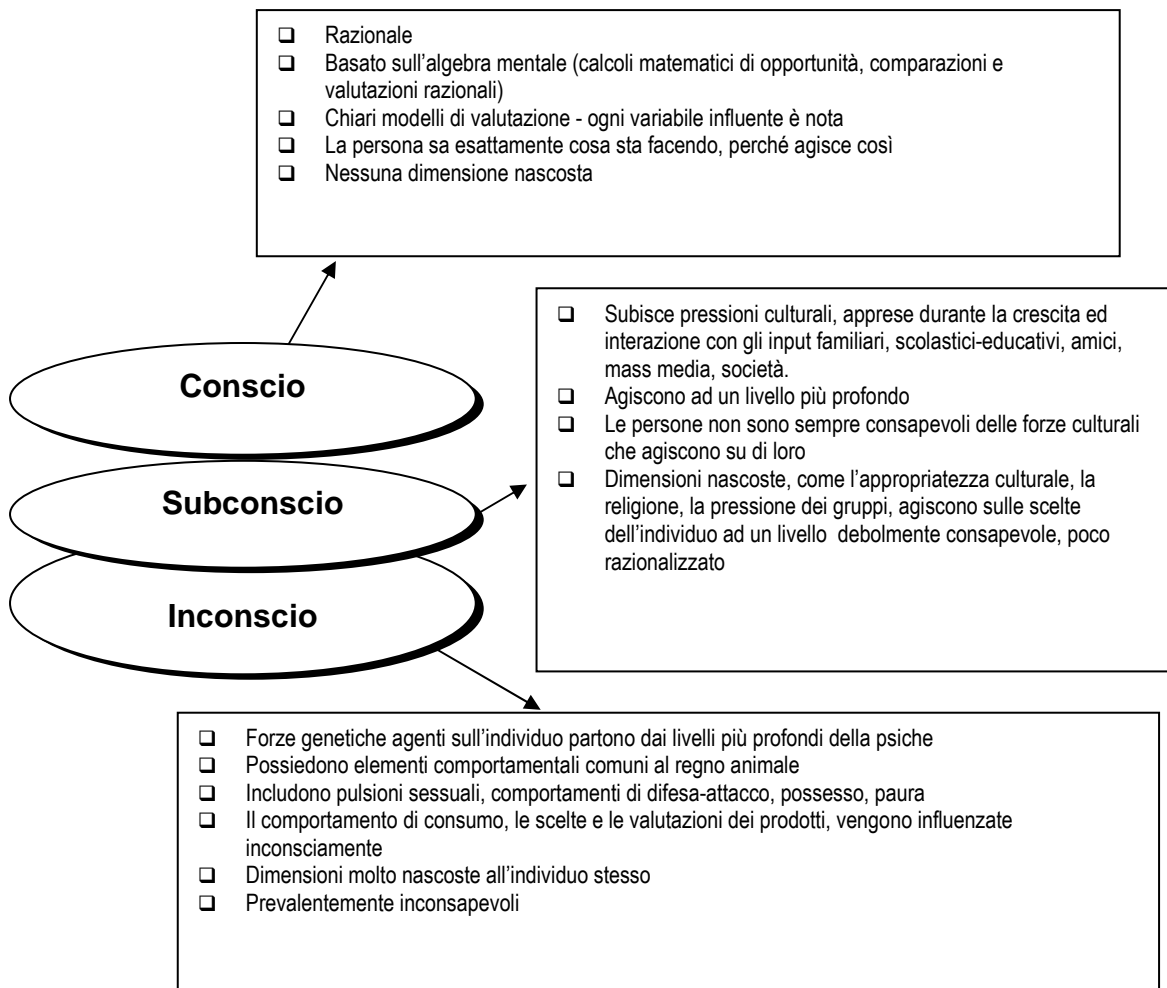 ❑ Razionale
❑ Basato sull'algebra mentale (calcoli matematici di opportunità, comparazioni e
valutazioni razionali)
❑ Chiari modelli di valutazione - ogni variabile influente è nota
❑ La persona sa esattamente cosa sta facendo, perché agisce così
❑ Nessuna dimensione nascosta
Conscio
Subconscio
Inconscio
❑ Subisce pressioni culturali, apprese durante la crescita ed
interazione con gli input familiari, scolastici-educativi, amici,
mass media, società.
❑ Agiscono ad un livello più profondo
❑ Le persone non sono sempre consapevoli delle forze culturali
che agiscono su di loro
❑ Dimensioni nascoste, come l'appropriatezza culturale, la
religione, la pressione dei gruppi, agiscono sulle scelte
dell'individuo ad un livello debolmente consapevole, poco
razionalizzato
❑ Forze genetiche agenti sull'individuo partono dai livelli più profondi della psiche
❑ Possiedono elementi comportamentali comuni al regno animale
❑ Includono pulsioni sessuali, comportamenti di difesa-attacco, possesso, paura
❑ Il comportamento di consumo, le scelte e le valutazioni dei prodotti, vengono influenzate
inconsciamente
❑ Dimensioni molto nascoste all'individuo stesso
❑ Prevalentemente inconsapevoli